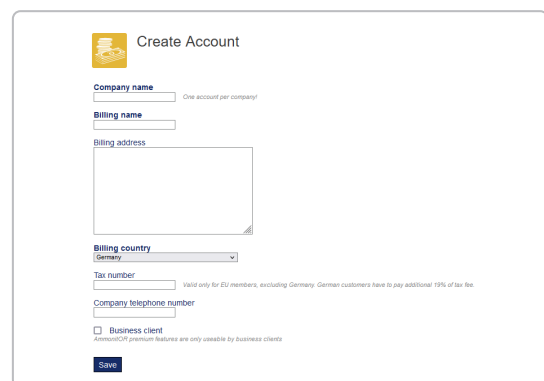 Create Account
Company name
One account per company!
Billing name
Billing address
Billing country
Germany
Tax number
Valid only for EU members, excluding Germany. German customers have to pay additional 19% of tax fee.
Company telephone number
Business client
AmmonitOR premium features are only useable by business clients
Save